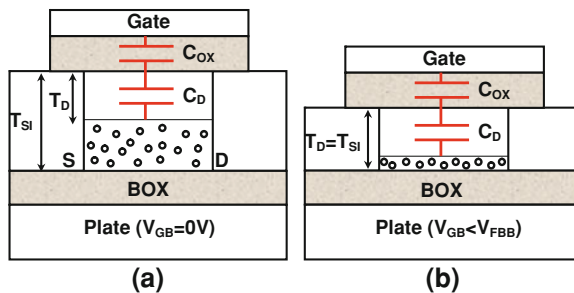 Gate
C_OX
T_D
C_D
T_SI
S
D
BOX
Plate (V_GB=0V)
(a)
Gate
C_OX
T_D=T_SI
C_D
BOX
Plate (V_GB<V_FBB)
(b)